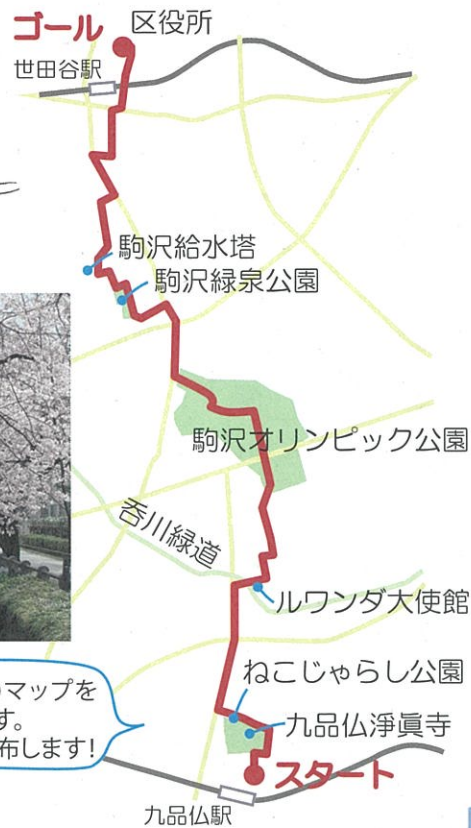 ゴール
区役所
世田谷駅
駒沢給水塔
駒沢緑泉公園
駒沢オリンピック公園
呑川緑道
ルワンダ大使館
ねこじゃらし公園
九品仏淨眞寺
スタート
九品仏駅
マップを
す。
布します!